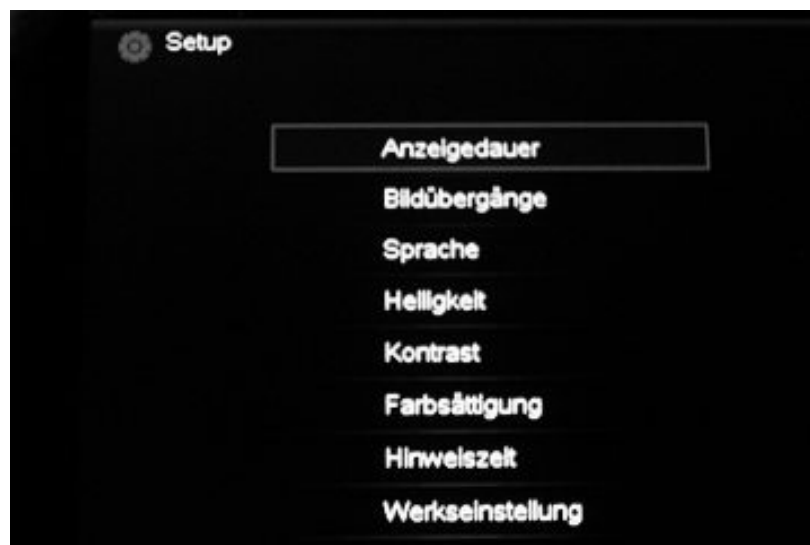 Setup
Anzeigedauer
Bildübergänge
Sprache
Helligkeit
Kontrast
Farbsättigung
Hinweiszeit
Werkseinstellung